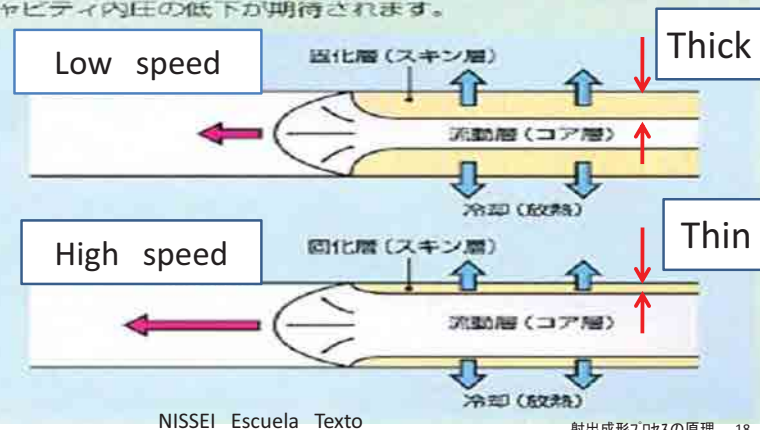 ャビティ内圧の低下が期待されます。
Low speed
固化層（スキン層）
Thick
流動層（コア層）
冷却（放熱）
High speed
固化層（スキン層）
Thin
流動層（コア層）
冷却（放熱）
NISSEI Escuela Texto
射出成形プロセスの原理 18